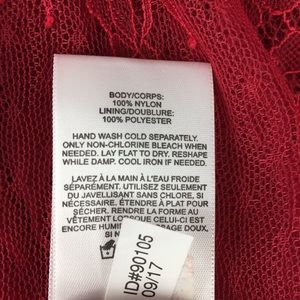 BODY/CORPS:
100% NYLON
LINING/DOUBLURE:
100% POLYESTER
HAND WASH COLD SEPARATELY,
ONLY NON-CHLORINE BLEACH WHEN
NEEDED. LAY FLAT TO DRY. RESHAPE
WHILE DAMP. COOL IRON IF NEEDED.
LAVEZ À LA MAIN À L'EAU FROIDE
SÉPARÉMENT. UTILISEZ SEULEMENT
DU JAVELLISANT SANS CHLORE, SI
NÉCESSAIRE. ÉTENDRE À PLAT POUR
SÉCHER. RENDRE LA FORME AU
VÊTEMENT LORSQUE CELUI-CI EST
ENCORE DOUX.
ID#90105
09/17